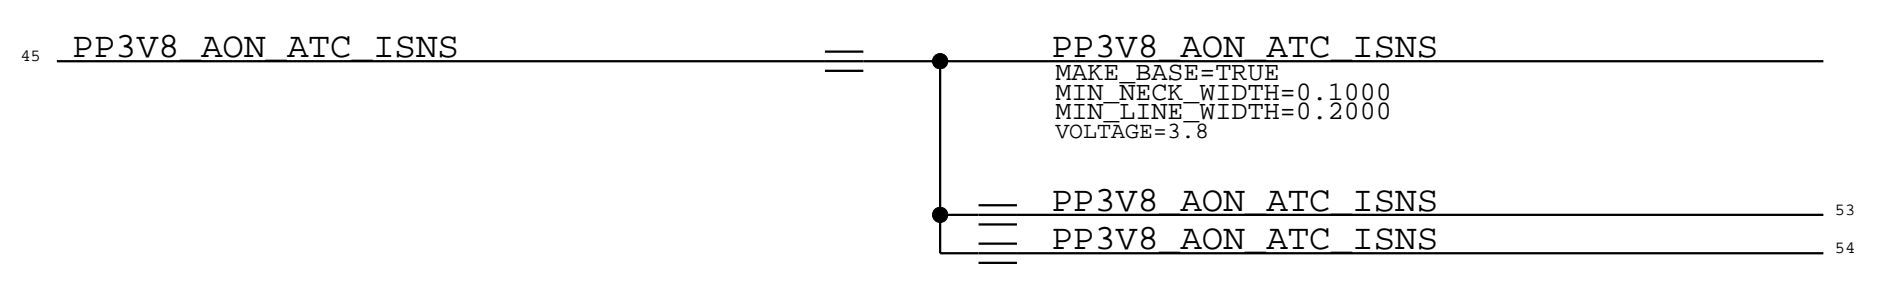 45 PP3V8_AON_ATC_ISNS PP3V8_AON_ATC_ISNS
MAKE_BASE=TRUE
MIN_NECK_WIDTH=0.1000
MIN_LINE_WIDTH=0.2000
VOLTAGE=3.8
PP3V8_AON_ATC_ISNS 53
PP3V8_AON_ATC_ISNS 54